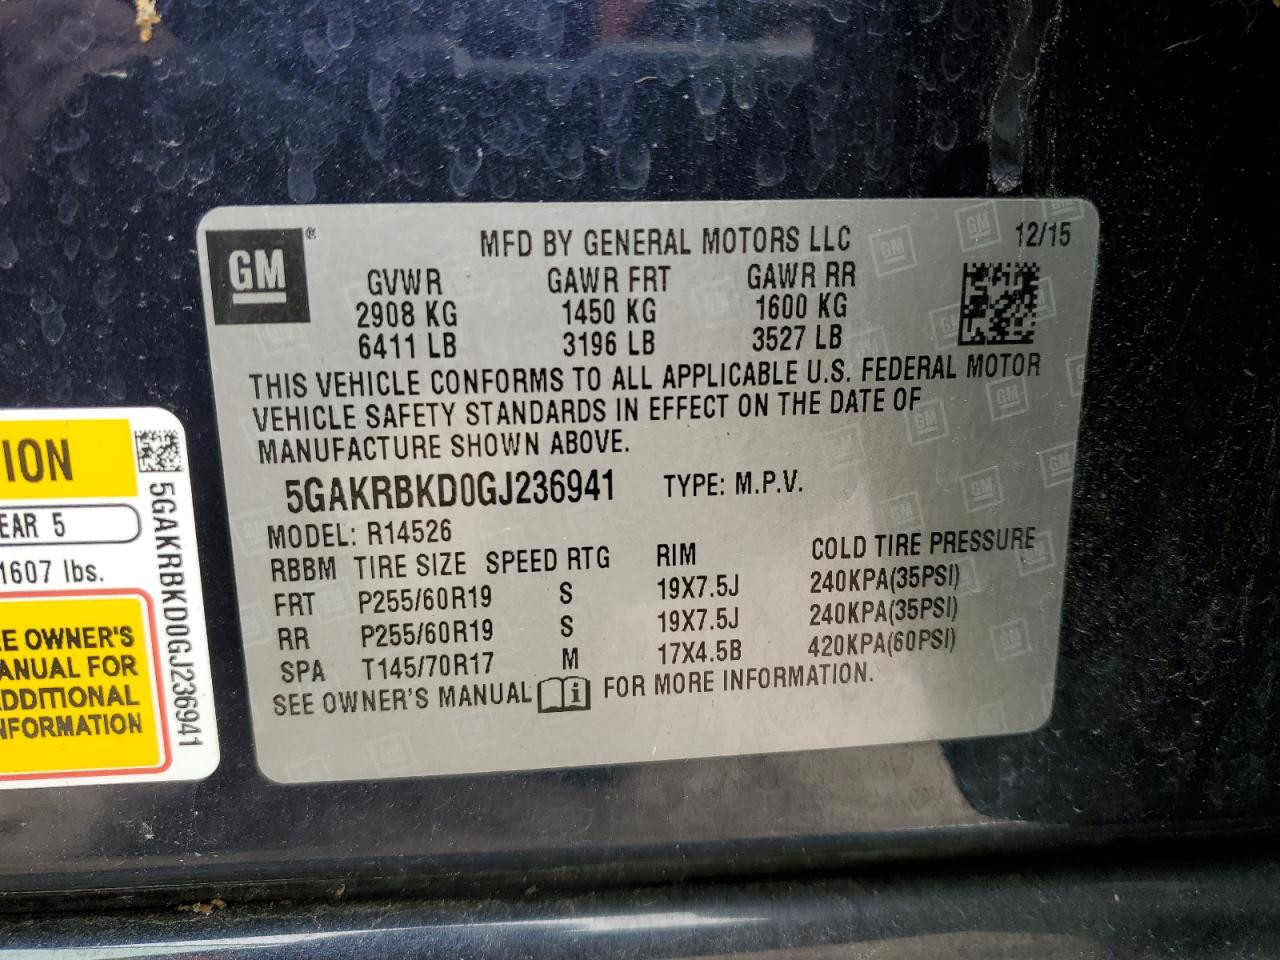 GM
®
MFD BY GENERAL MOTORS LLC
12/15
GVWR GAWR FRT GAWR RR
2908 KG 1450 KG 1600 KG
6411 LB 3196 LB 3527 LB
THIS VEHICLE CONFORMS TO ALL APPLICABLE U.S. FEDERAL MOTOR
VEHICLE SAFETY STANDARDS IN EFFECT ON THE DATE OF
MANUFACTURE SHOWN ABOVE.
5GAKRBKD0GJ236941 TYPE: M.P.V.
MODEL: R14526
RBBM TIRE SIZE SPEED RTG RIM COLD TIRE PRESSURE
FRT P255/60R19 S 19X7.5J 240KPA(35PSI)
RR P255/60R19 S 19X7.5J 240KPA(35PSI)
SPA T145/70R17 M 17X4.5B 420KPA(60PSI)
SEE OWNER'S MANUAL i FOR MORE INFORMATION.
ION
EAR 5
1607 lbs.
EE OWNER'S
ANUAL FOR
DDITIONAL
NFORMATION
5GAKRBKD0GJ236941